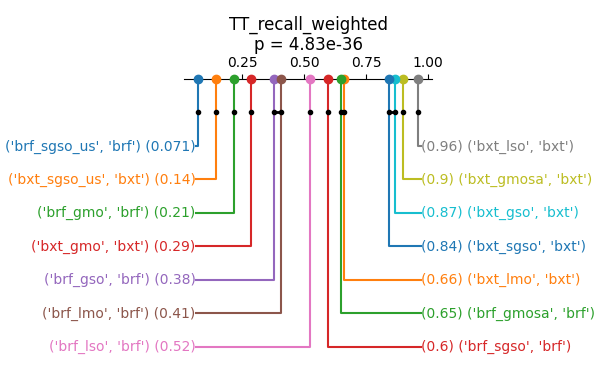 TT_recall_weighted
p = 4.83e-36
0.25 0.50 0.75 1.00
('brf_sgso_us', 'brf') (0.071) (0.96) ('bxt_lso', 'bxt')
('bxt_sgso_us', 'bxt') (0.14) (0.9) ('bxt_gmosa', 'bxt')
('brf_gmo', 'brf') (0.21) (0.87) ('bxt_gso', 'bxt')
('bxt_gmo', 'bxt') (0.29) (0.84) ('bxt_sgso', 'bxt')
('brf_gso', 'brf') (0.38) (0.66) ('bxt_lmo', 'bxt')
('brf_lmo', 'brf') (0.41) (0.65) ('brf_gmosa', 'brf')
('brf_lso', 'brf') (0.52) (0.6) ('brf_sgso', 'brf')